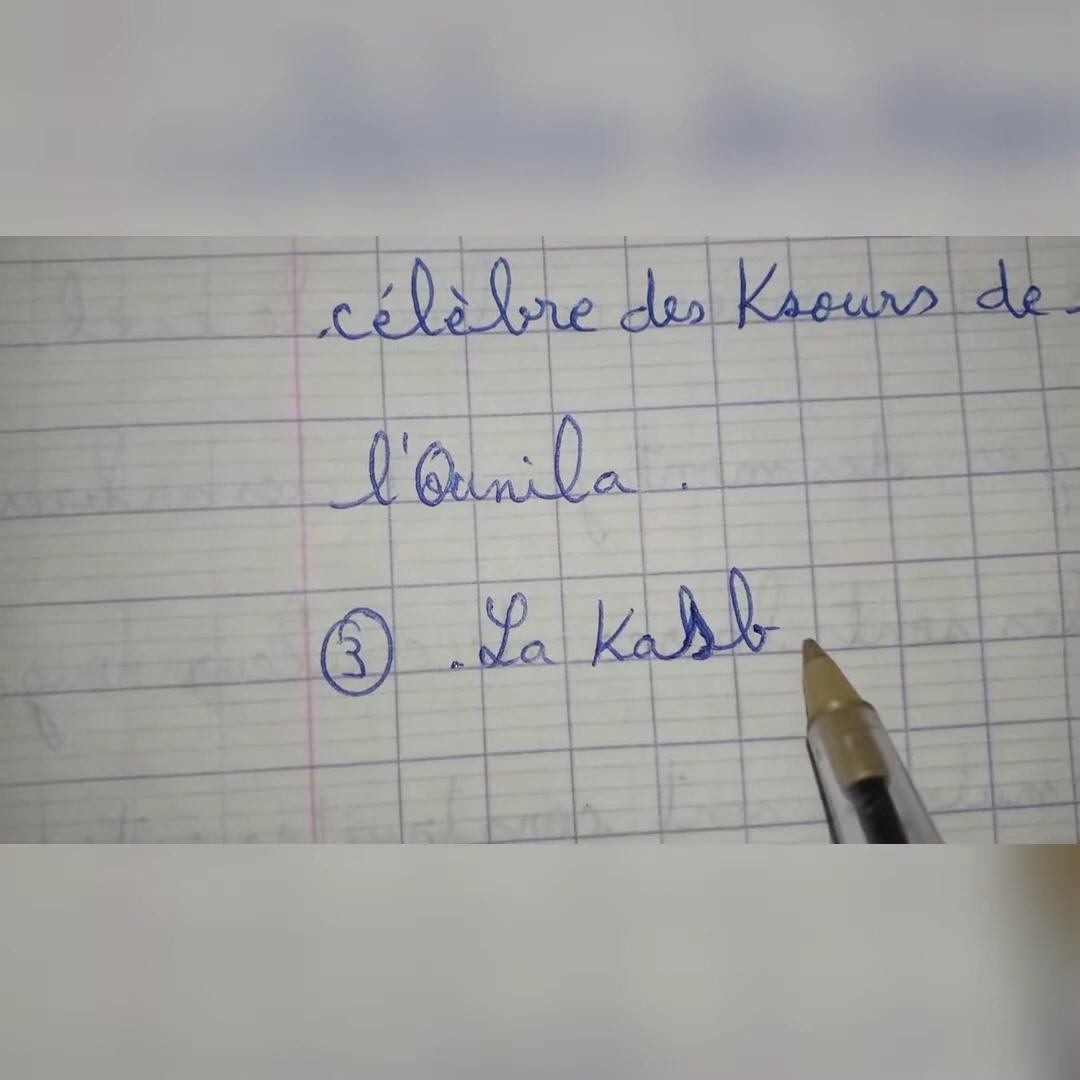 célèbre des Ksours de
l'Ounila .
③ . La Kasb